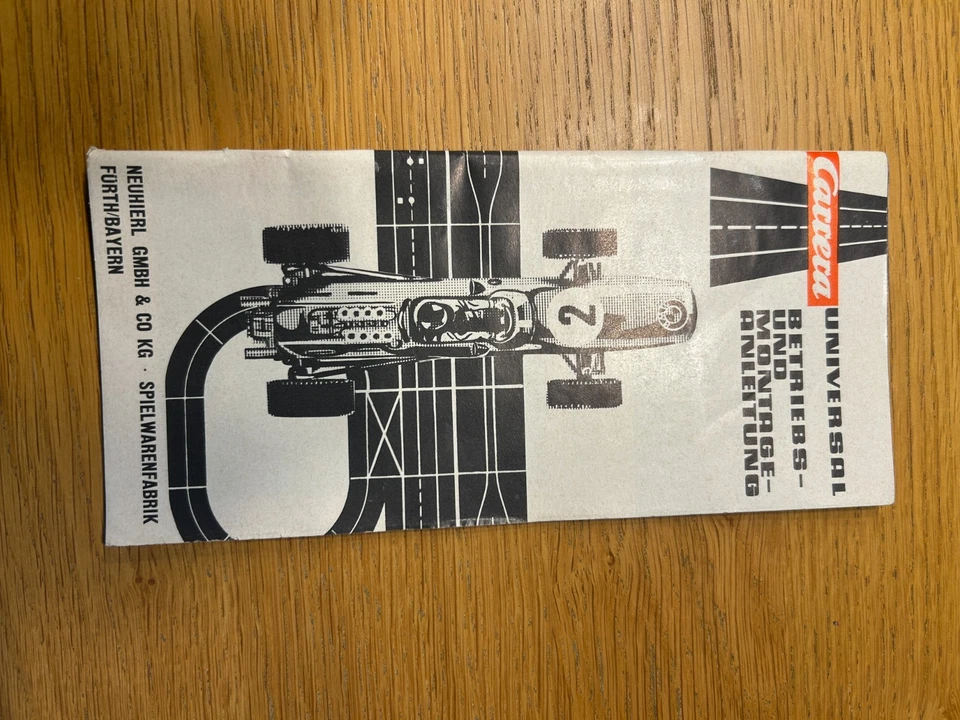 Carrera UNIVERSAL
BETRIEBS-
UND
MONTAGE-
ANLEITUNG
2
NEUHIERL GMBH & CO KG · SPIELWARENFABRIK
FÜRTH/BAYERN